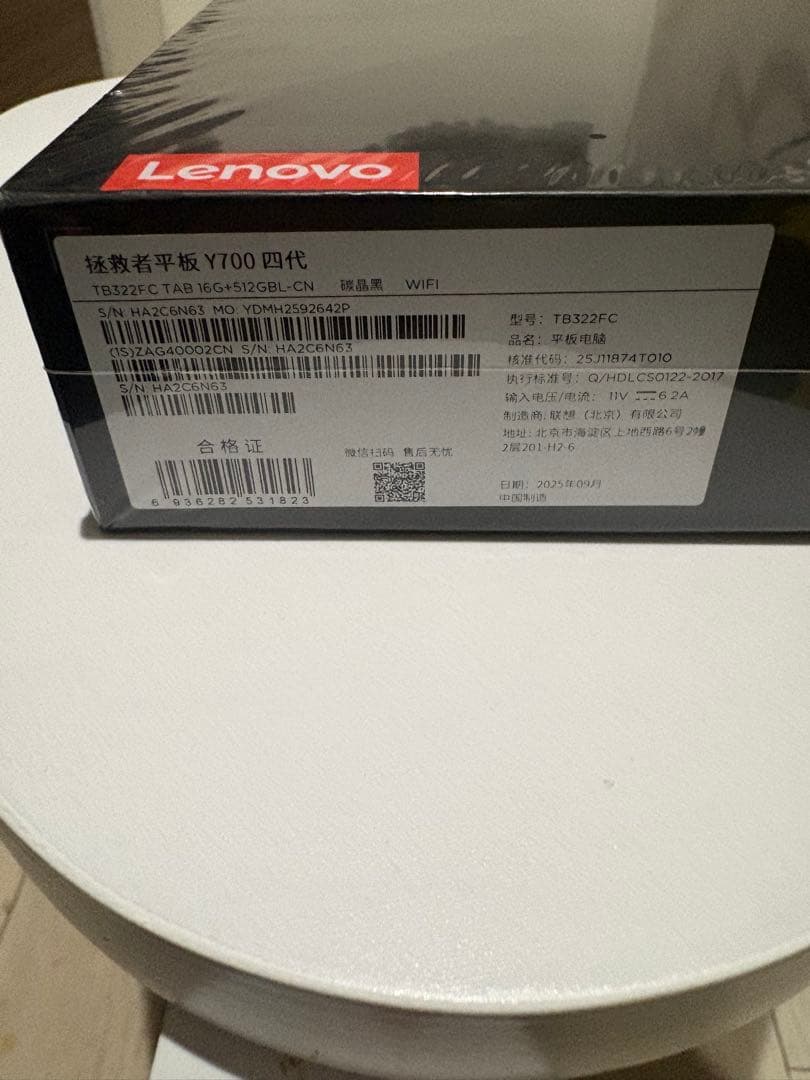 Lenovo
拯救者平板 Y700 四代
TB322FC TAB 16G+512GBL-CN 碳晶黑 WIFI
S/N: HA2C6N63 MO: YDMH2592642P
(1S)ZAG40002CN S/N: HA2C6N63
S/N: HA2C6N63
合格证
6 936282 531823
微信扫码 售后无忧
型号: TB322FC
品名: 平板电脑
核准代码: 25J11874T010
执行标准号: Q/HDLCS0122-2017
输入电压/电流: 11V ⎓6.2A
制造商: 联想 (北京) 有限公司
地址: 北京市海淀区上地西路6号2幢
2层201-H2-6
日期: 2025年09月
中国制造